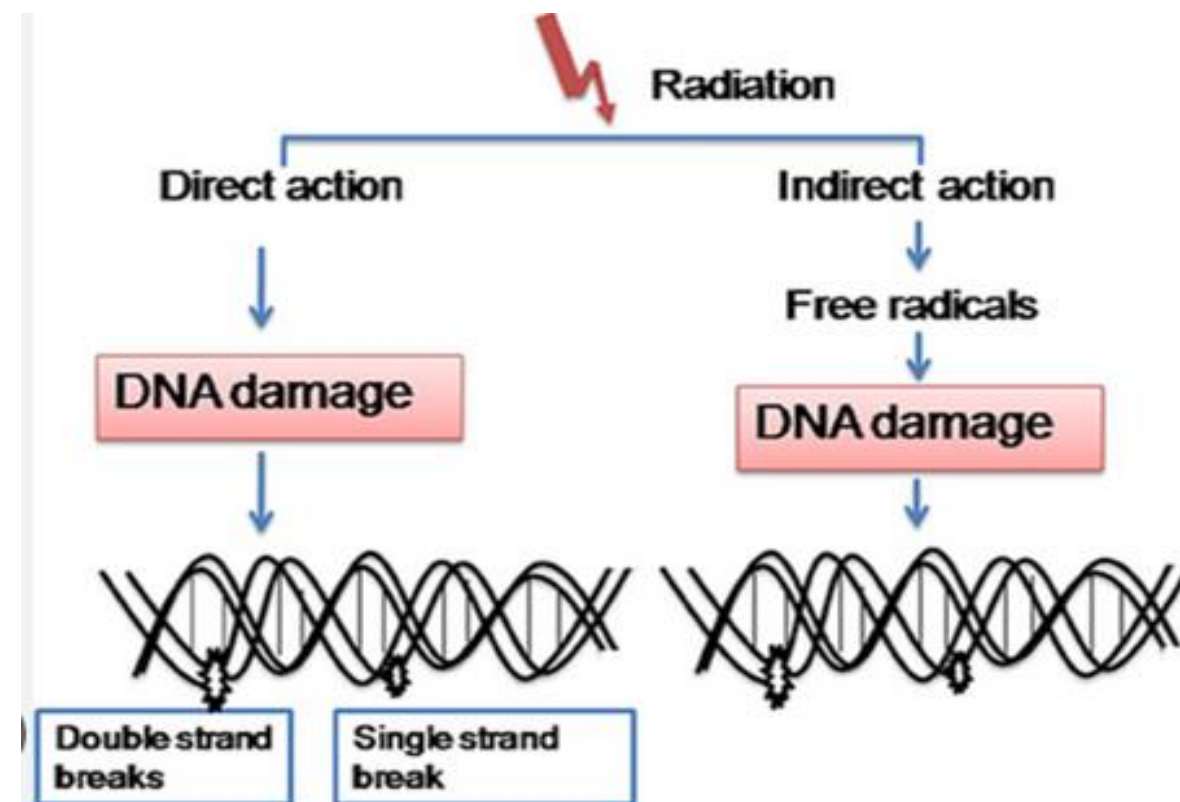 Radiation
Direct action
Indirect action
Free radicals
DNA damage
DNA damage
Double strand
breaks
Single strand
break